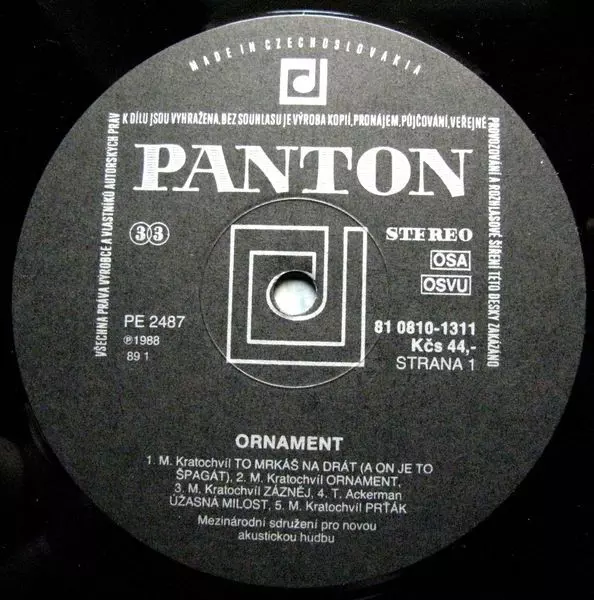 MADE IN CZECHOSLOVAKIA
VŠECHNA PRÁVA VÝROBCE A VLASTNÍKŮ AUTORSKÝCH PRÁV
K DÍLU JSOU VYHRAŽENA. BEZ SOUHLASU JE VÝROBA KOPIÍ, PRONÁJEM, PŮJČOVÁNÍ, VEŘEJNÉ
PROVOZOVÁNÍ A ROZHLASOVÉ ŠÍŘENÍ TÉTO DESKY ZAKÁZÁNO
PANTON
33
STEREO
OSA
OSVU
PE 2487
℗1988
89 1
81 0810-1311
Kčs 44,-
STRANA 1
ORNAMENT
1. M. Kratochvíl TO MRKÁŠ NA DRÁT (A ON JE TO
ŠPAGÁT), 2. M. Kratochvíl ORNAMENT,
3. M. Kratochvíl ZÁZNĚJ, 4. T. Ackerman
ÚŽASNÁ MILOST, 5. M. Kratochvíl PRŤÁK
Mezinárodní sdružení pro novou
akustickou hudbu